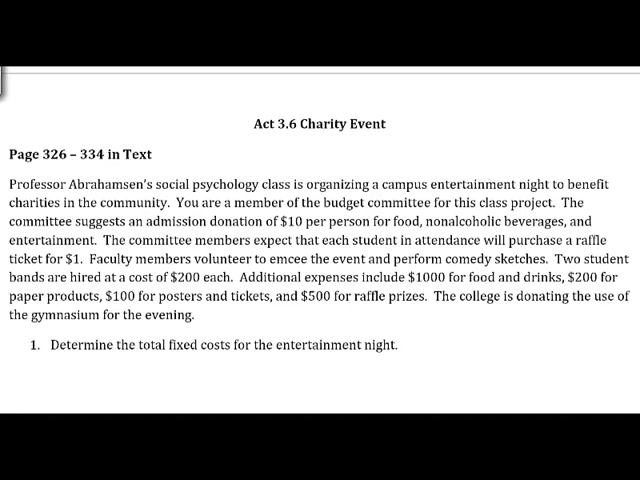 Act 3.6 Charity Event
Page 326 – 334 in Text
Professor Abrahamsen's social psychology class is organizing a campus entertainment night to benefit
charities in the community.  You are a member of the budget committee for this class project.  The
committee suggests an admission donation of $10 per person for food, nonalcoholic beverages, and
entertainment.  The committee members expect that each student in attendance will purchase a raffle
ticket for $1.  Faculty members volunteer to emcee the event and perform comedy sketches.  Two student
bands are hired at a cost of $200 each.  Additional expenses include $1000 for food and drinks, $200 for
paper products, $100 for posters and tickets, and $500 for raffle prizes.  The college is donating the use of
the gymnasium for the evening.
1. Determine the total fixed costs for the entertainment night.